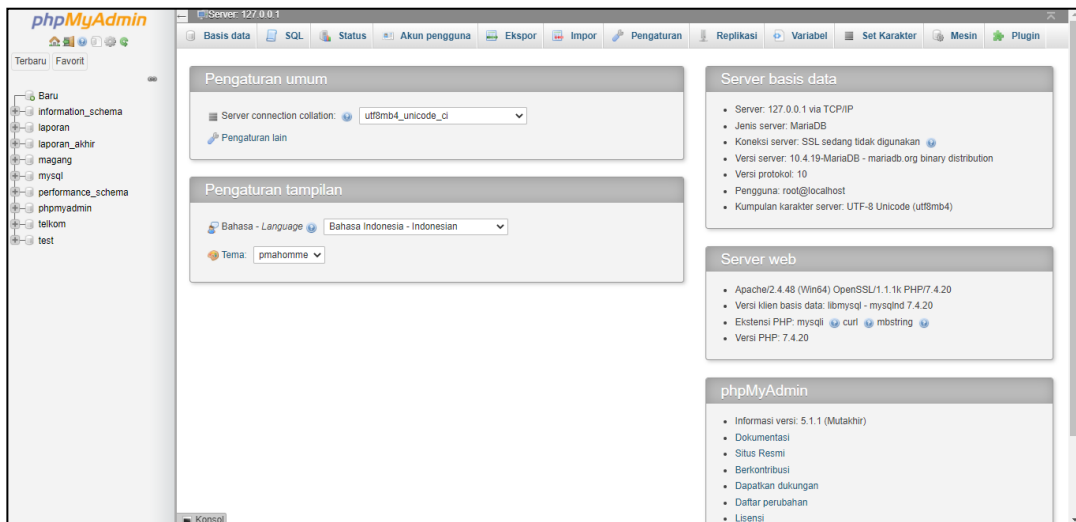 phpMyAdmin
Terbaru Favorit
Baru
information_schema
laporan
laporan_akhir
magang
mysql
performance_schema
phpmyadmin
telkom
test
Server: 127.0.0.1
Basis data SQL Status Akun pengguna Ekspor Impor Pengaturan Replikasi Variabel Set Karakter Mesin Plugin
Pengaturan umum
Server connection collation: utf8mb4_unicode_ci
Pengaturan lain
Pengaturan tampilan
Bahasa - Language Bahasa Indonesia - Indonesian
Tema: pmahomme
Server basis data
Server: 127.0.0.1 via TCP/IP
Jenis server: MariaDB
Koneksi server: SSL sedang tidak digunakan
Versi server: 10.4.19-MariaDB - mariadb.org binary distribution
Versi protokol: 10
Pengguna: root@localhost
Kumpulan karakter server: UTF-8 Unicode (utf8mb4)
Server web
Apache/2.4.48 (Win64) OpenSSL/1.1.1k PHP/7.4.20
Versi klien basis data: libmysql - mysqlnd 7.4.20
Ekstensi PHP: mysqli curl mbstring
Versi PHP: 7.4.20
phpMyAdmin
Informasi versi: 5.1.1 (Mutakhir)
Dokumentasi
Situs Resmi
Berkontribusi
Dapatkan dukungan
Daftar perubahan
Lisensi
Konsol